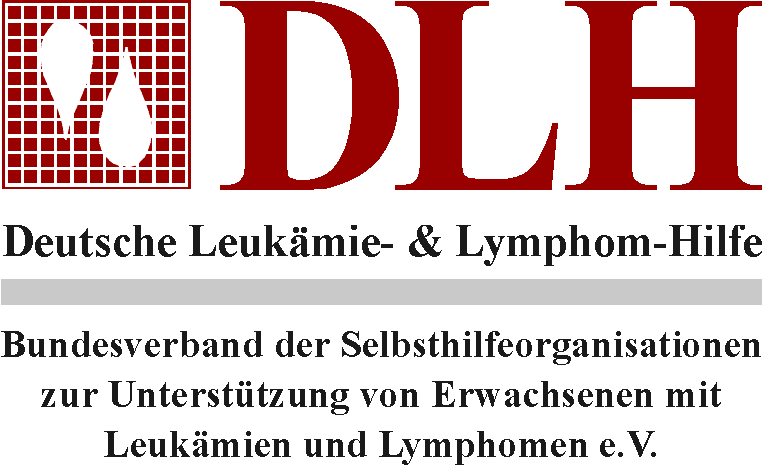 DLH
Deutsche Leukämie- & Lymphom-Hilfe
Bundesverband der Selbsthilfeorganisationen
zur Unterstützung von Erwachsenen mit
Leukämien und Lymphomen e.V.